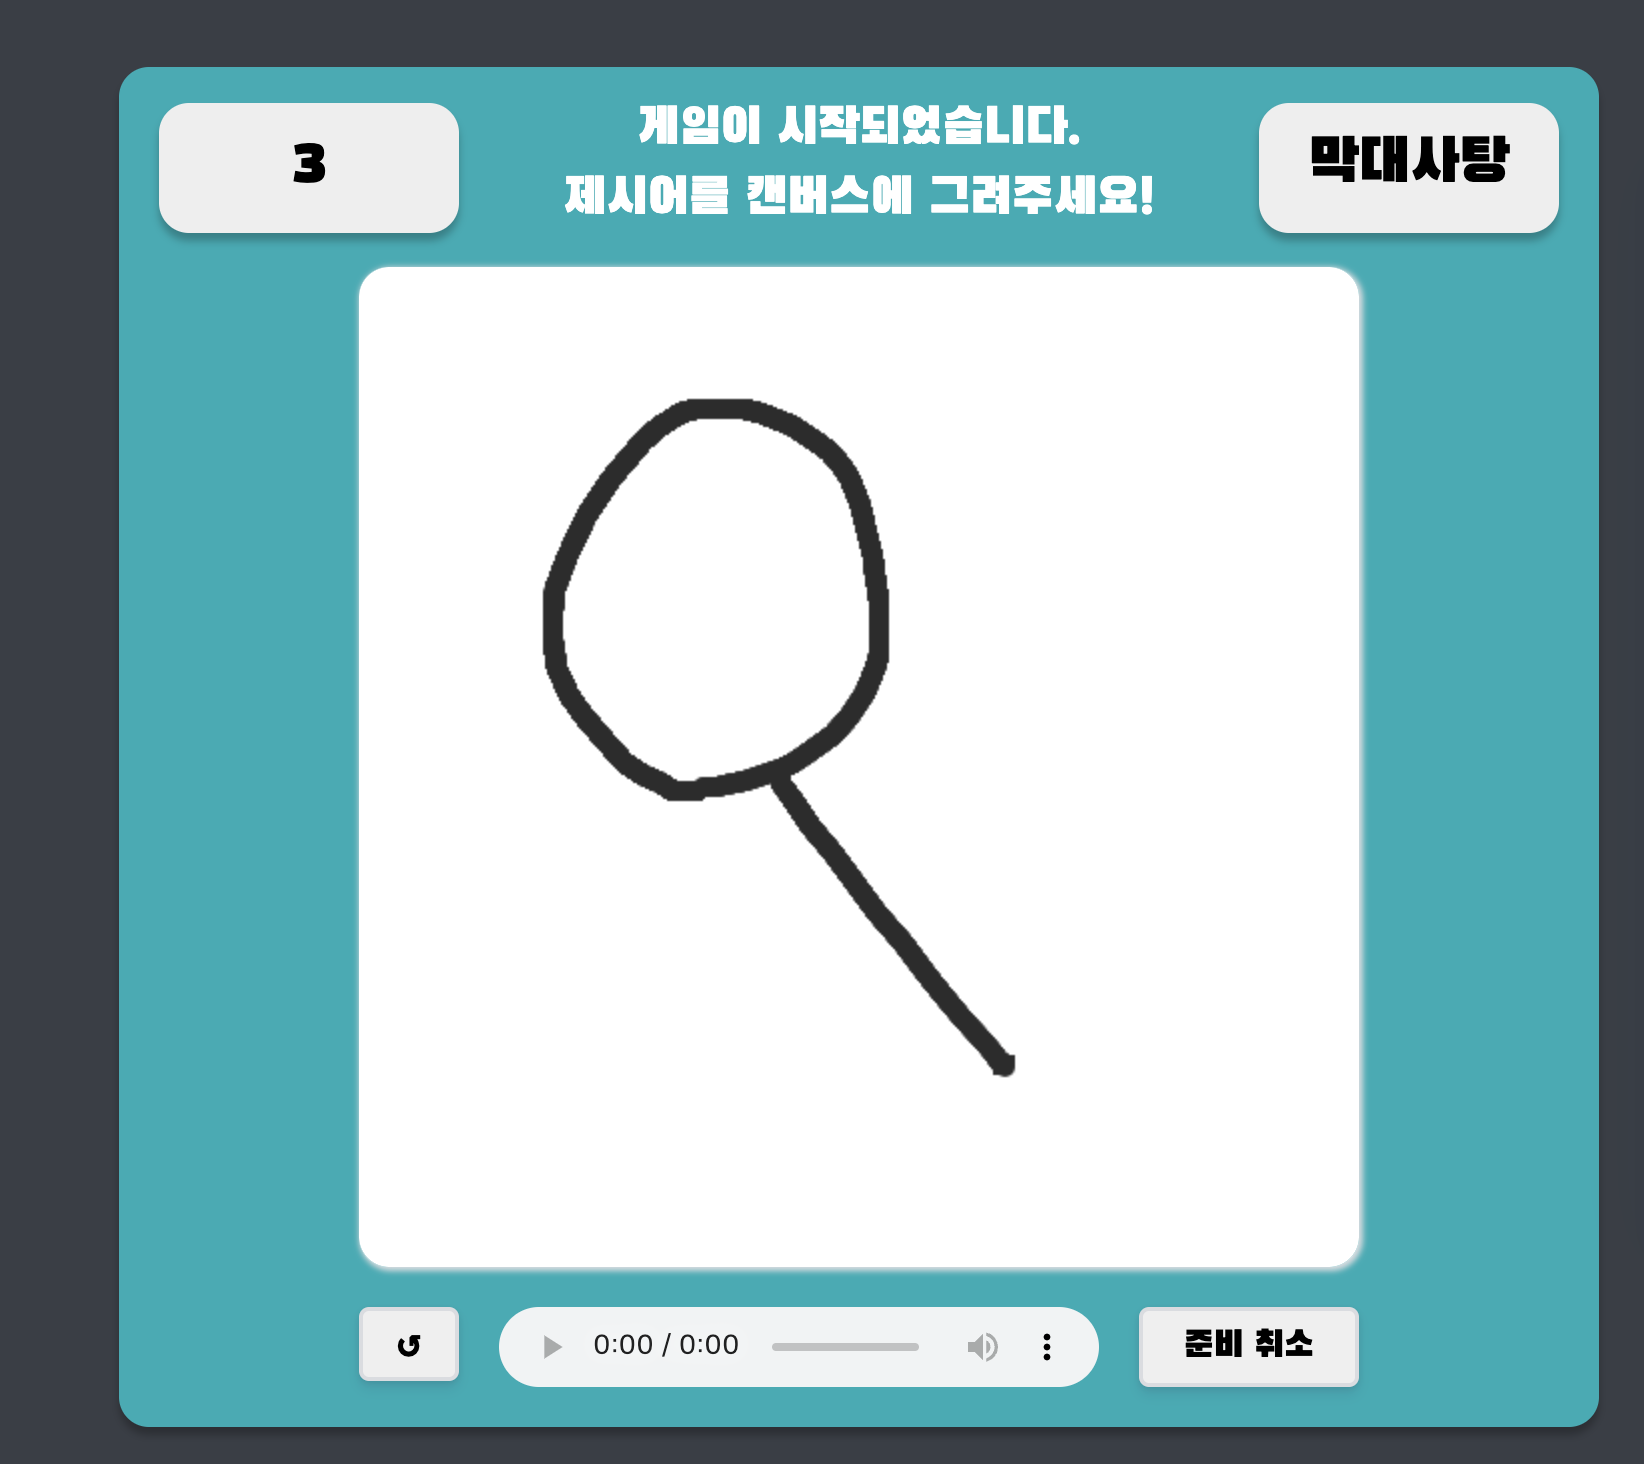 3
게임이 시작되었습니다.
제시어를 캔버스에 그려주세요!
막대사탕
↺
0:00 / 0:00
준비 취소